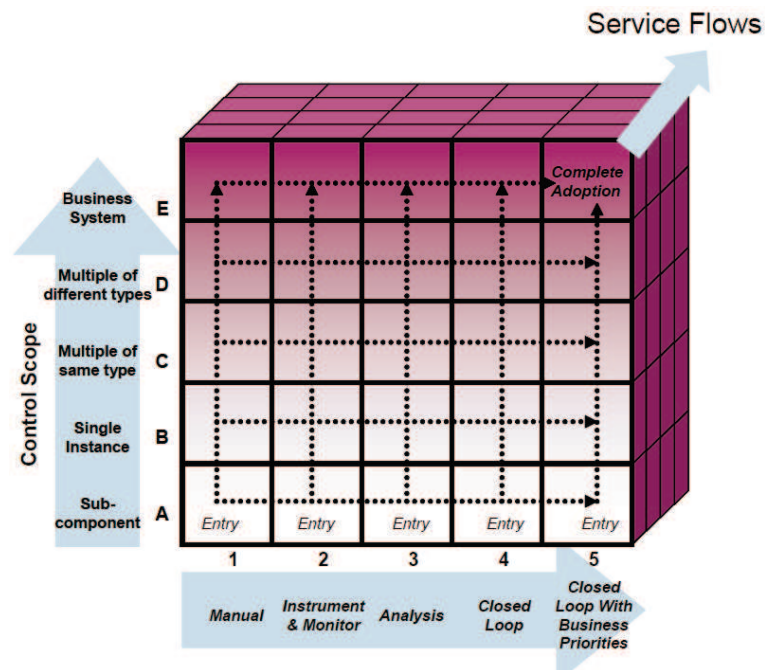 Service Flows
Complete
Adoption
Business
System
E
Multiple of
different types
D
Multiple of
same type
C
Single
Instance
B
Sub-
component
A
Control Scope
Entry
Entry
Entry
Entry
Entry
1
2
3
4
5
Manual
Instrument
& Monitor
Analysis
Closed
Loop
Closed
Loop With
Business
Priorities